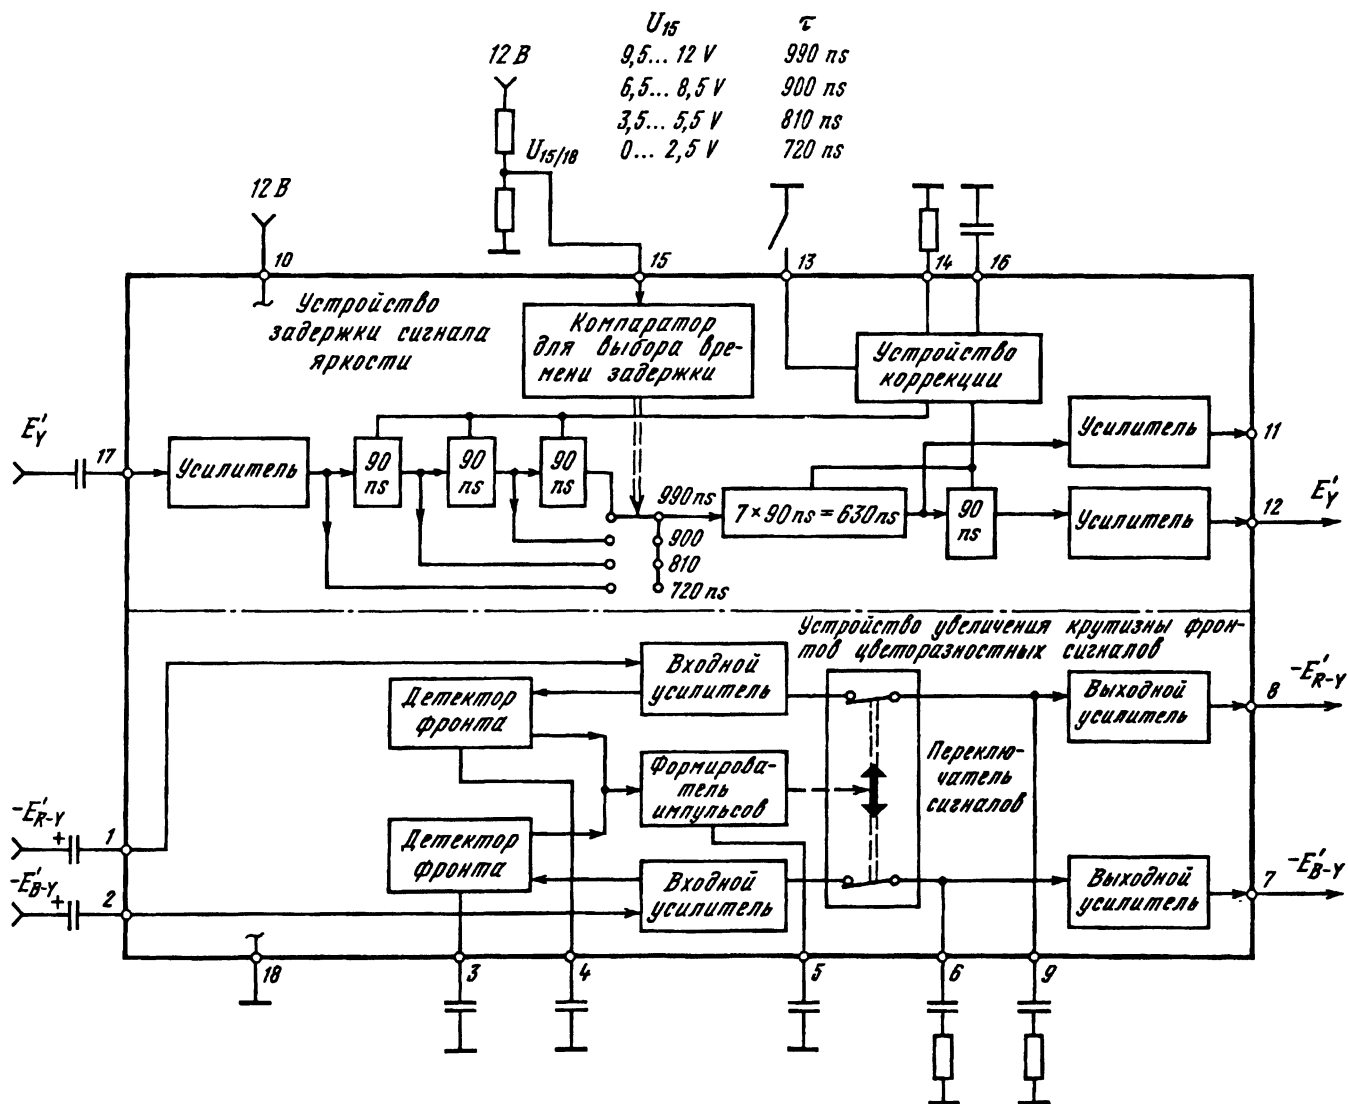 U15 τ
12 В 9,5... 12 V 990 ns
6,5... 8,5 V 900 ns
3,5... 5,5 V 810 ns
U15/18 0... 2,5 V 720 ns
12 В
10 15 13 14 16
Устройство
задержки сигнала
яркости
Компаратор
для выбора вре-
мени задержки
Устройство
коррекции
E'Y
17
Усилитель
90
ns
90
ns
90
ns
990 ns
900
810
720 ns
7 × 90 ns = 630 ns
90
ns
Усилитель
11
Усилитель
12
E'Y
Устройство увеличения крутизны фрон-
тов цветоразностных сигналов
Входной
усилитель
Детектор
фронта
Выходной
усилитель
8
-E'R-Y
Формирова-
тель
импульсов
Переклю-
чатель
сигналов
-E'R-Y
+
1
Детектор
фронта
-E'B-Y
+
2
Входной
усилитель
Выходной
усилитель
7
-E'B-Y
18 3 4 5 6 9